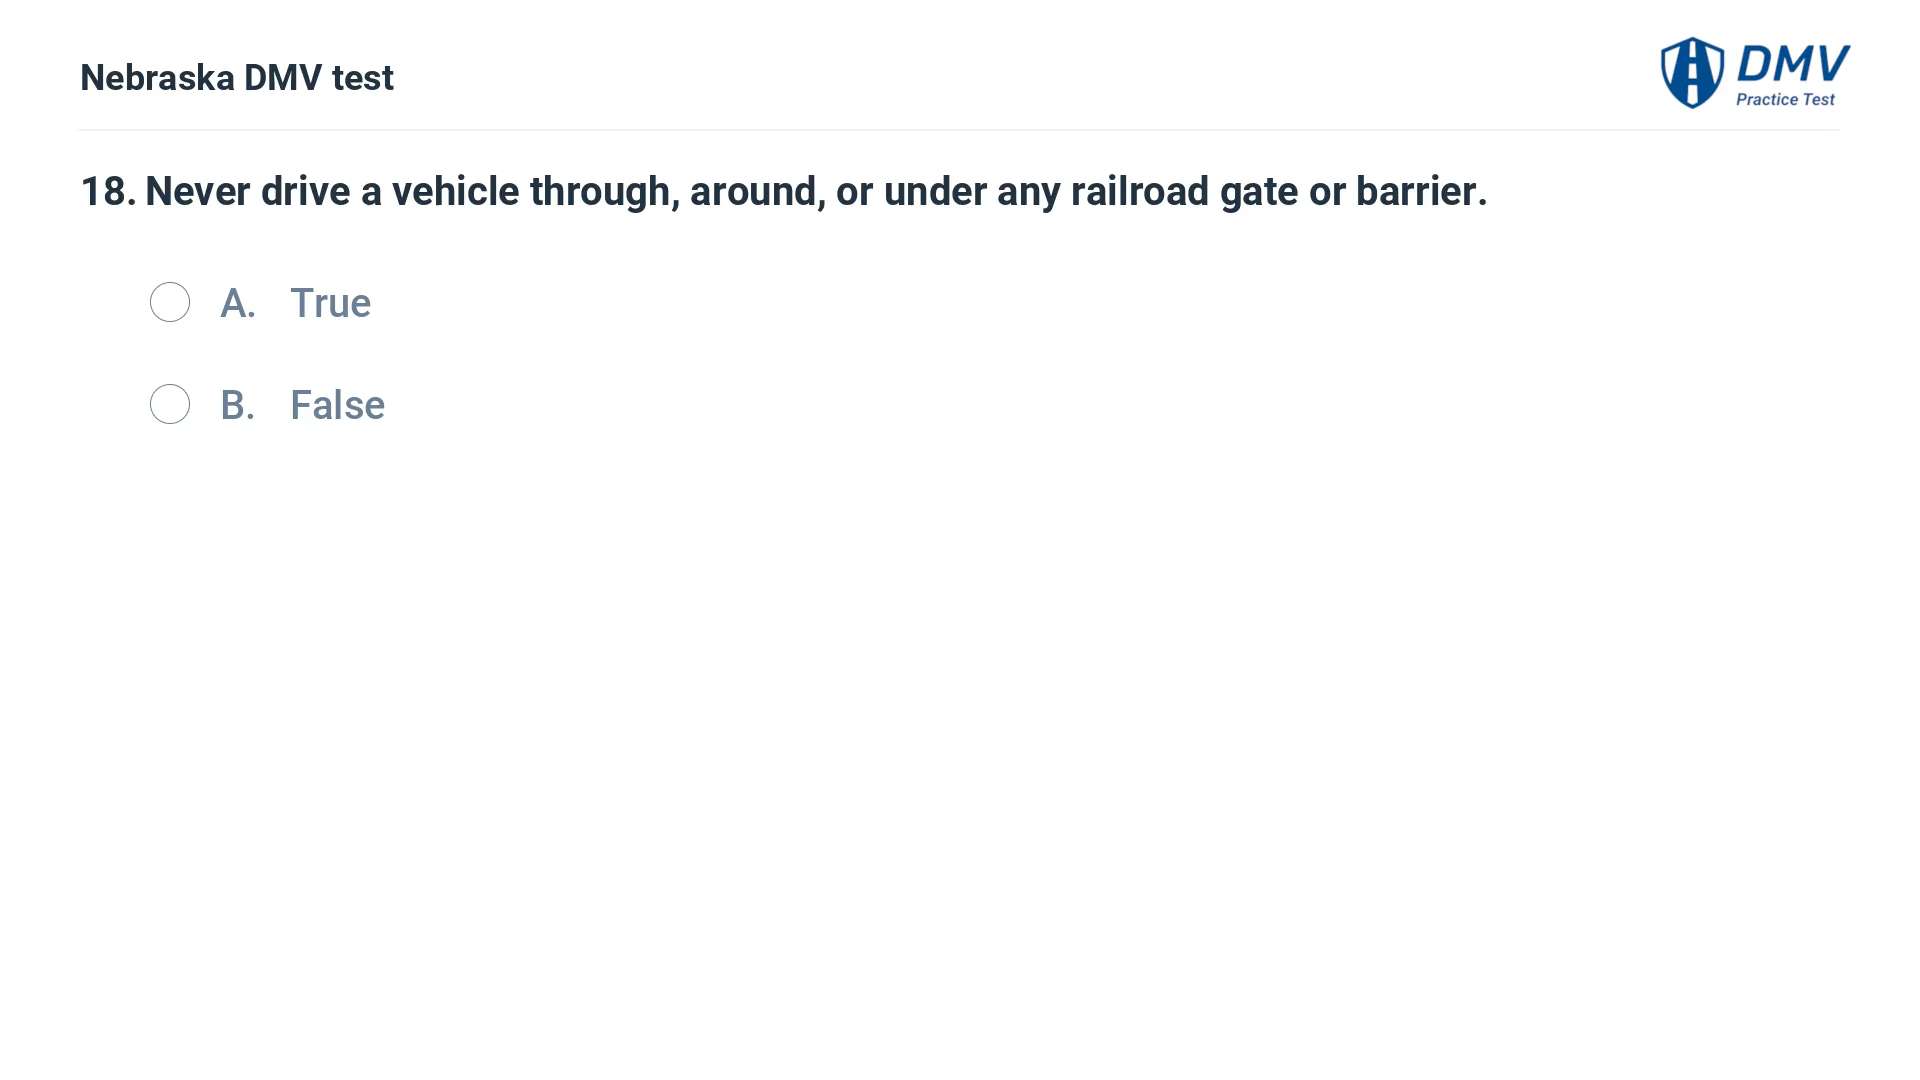 Nebraska DMV test
DMV
Practice Test
18. Never drive a vehicle through, around, or under any railroad gate or barrier.
A. True
B. False